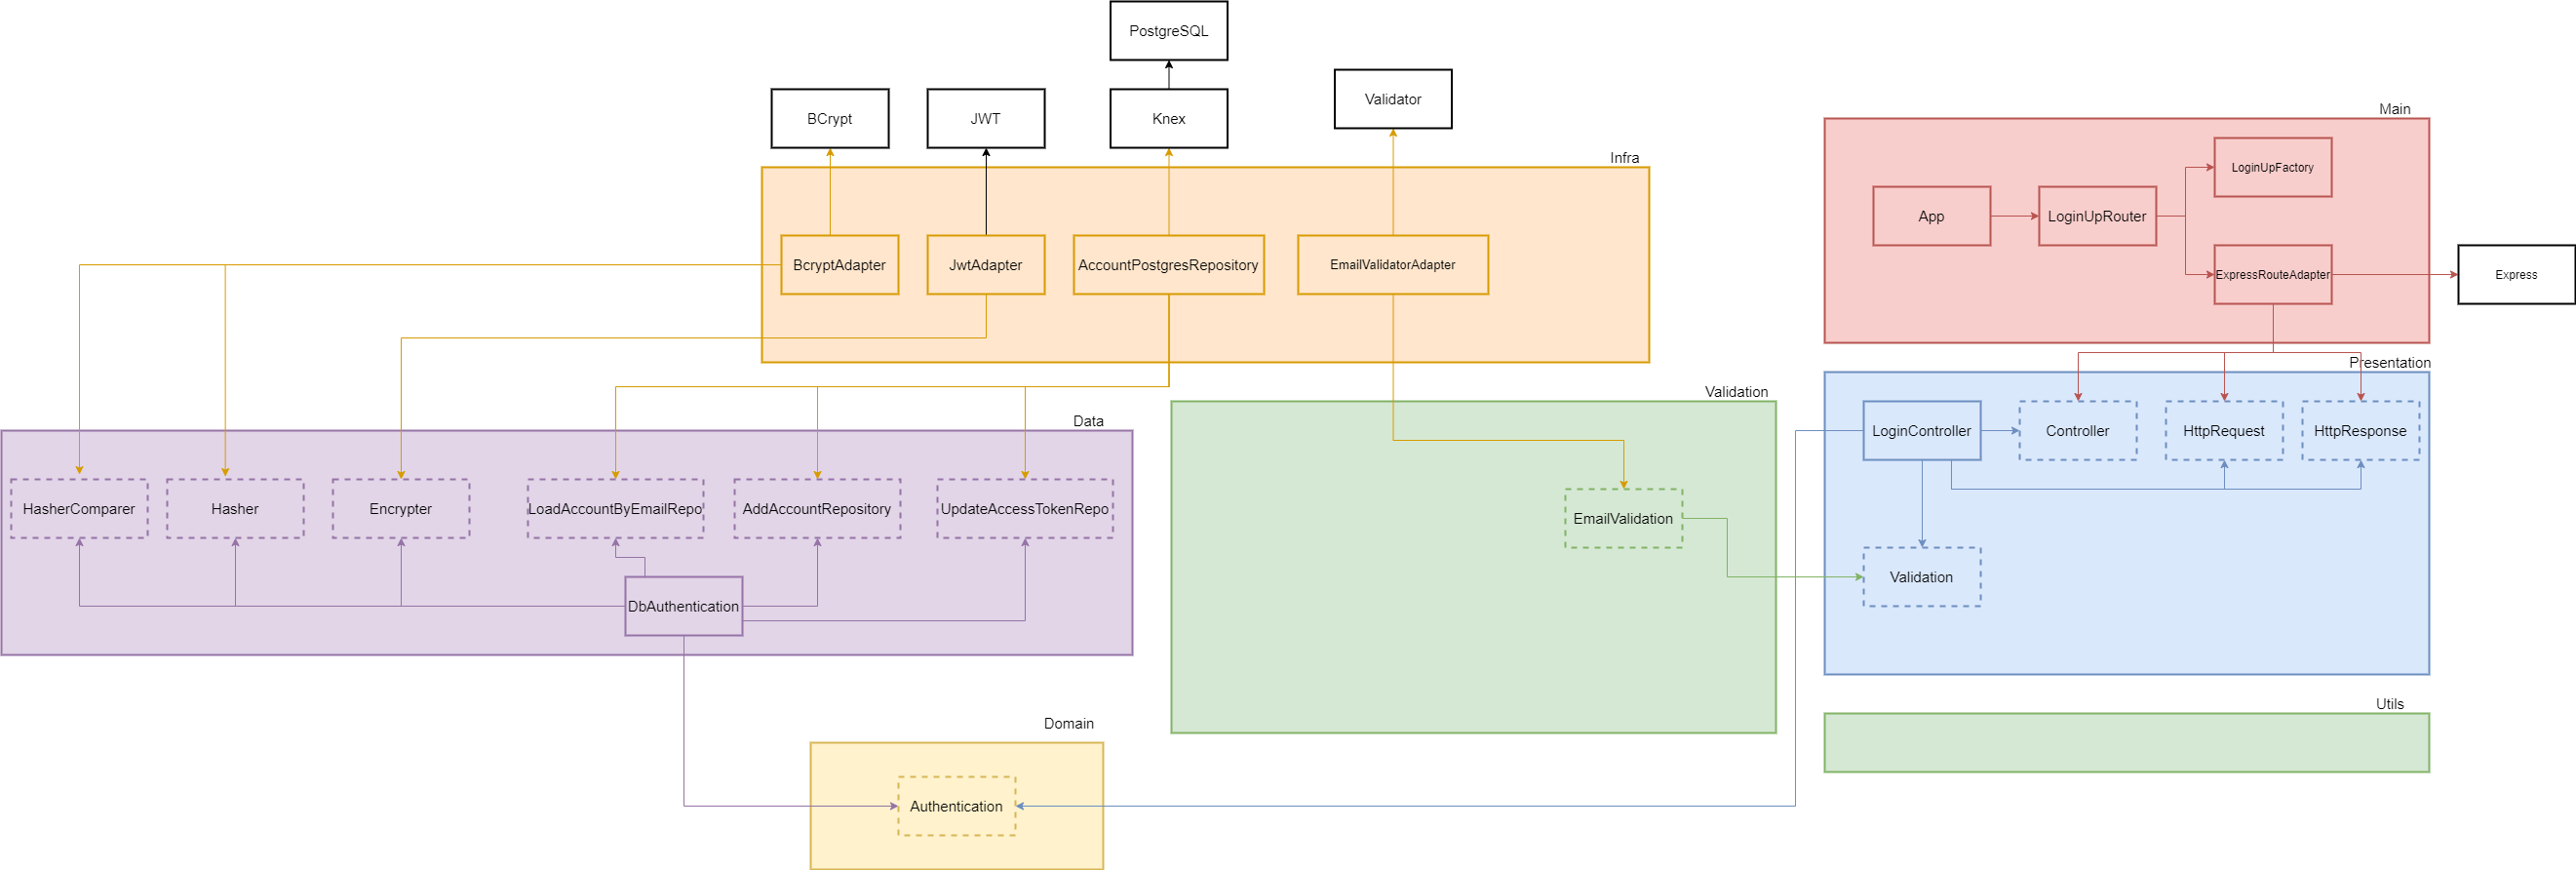 PostgreSQL
Validator
BCrypt
JWT
Knex
Main
Infra
LoginUpFactory
App
LoginUpRouter
BcryptAdapter
JwtAdapter
AccountPostgresRepository
EmailValidatorAdapter
ExpressRouteAdapter
Express
Presentation
Validation
Data
LoginController
Controller
HttpRequest
HttpResponse
HasherComparer
Hasher
Encrypter
LoadAccountByEmailRepo
AddAccountRepository
UpdateAccessTokenRepo
EmailValidation
Validation
DbAuthentication
Utils
Domain
Authentication